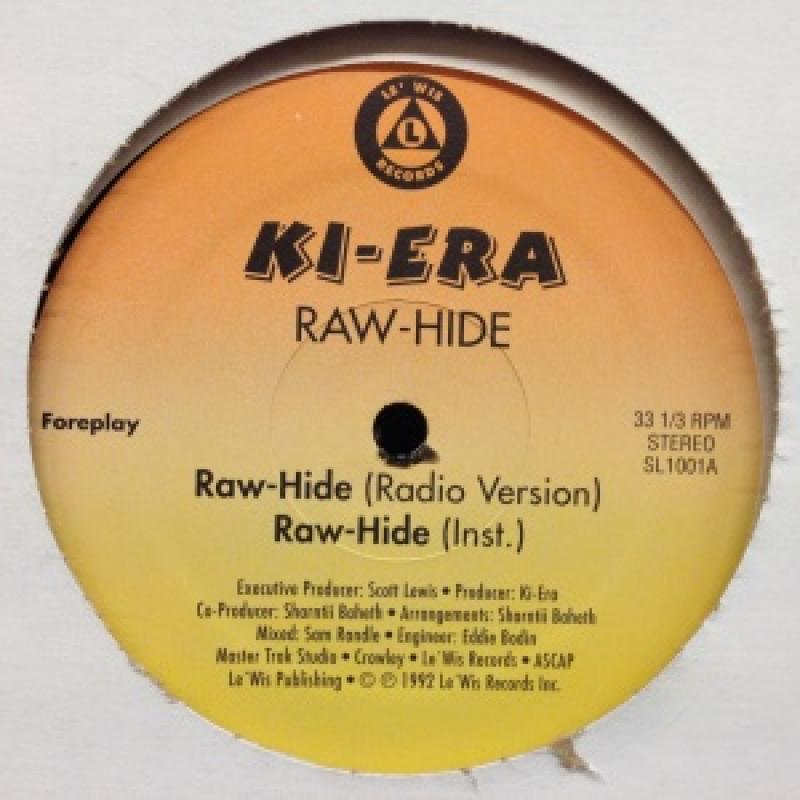 LE' WIS
L
RECORDS
KI-ERA
RAW-HIDE
Foreplay
33 1/3 RPM
STEREO
SL1001A
Raw-Hide (Radio Version)
Raw-Hide (Inst.)
Executive Producer: Scott Lewis • Producer: Ki-Era
Co-Producer: Sharntii Baheth • Arrangements: Sharntii Baheth
Mixed: Sam Randle • Engineer: Eddie Bodin
Master Trak Studio • Crowley • Le'Wis Records • ASCAP
Le'Wis Publishing • © ℗ 1992 Le'Wis Records Inc.